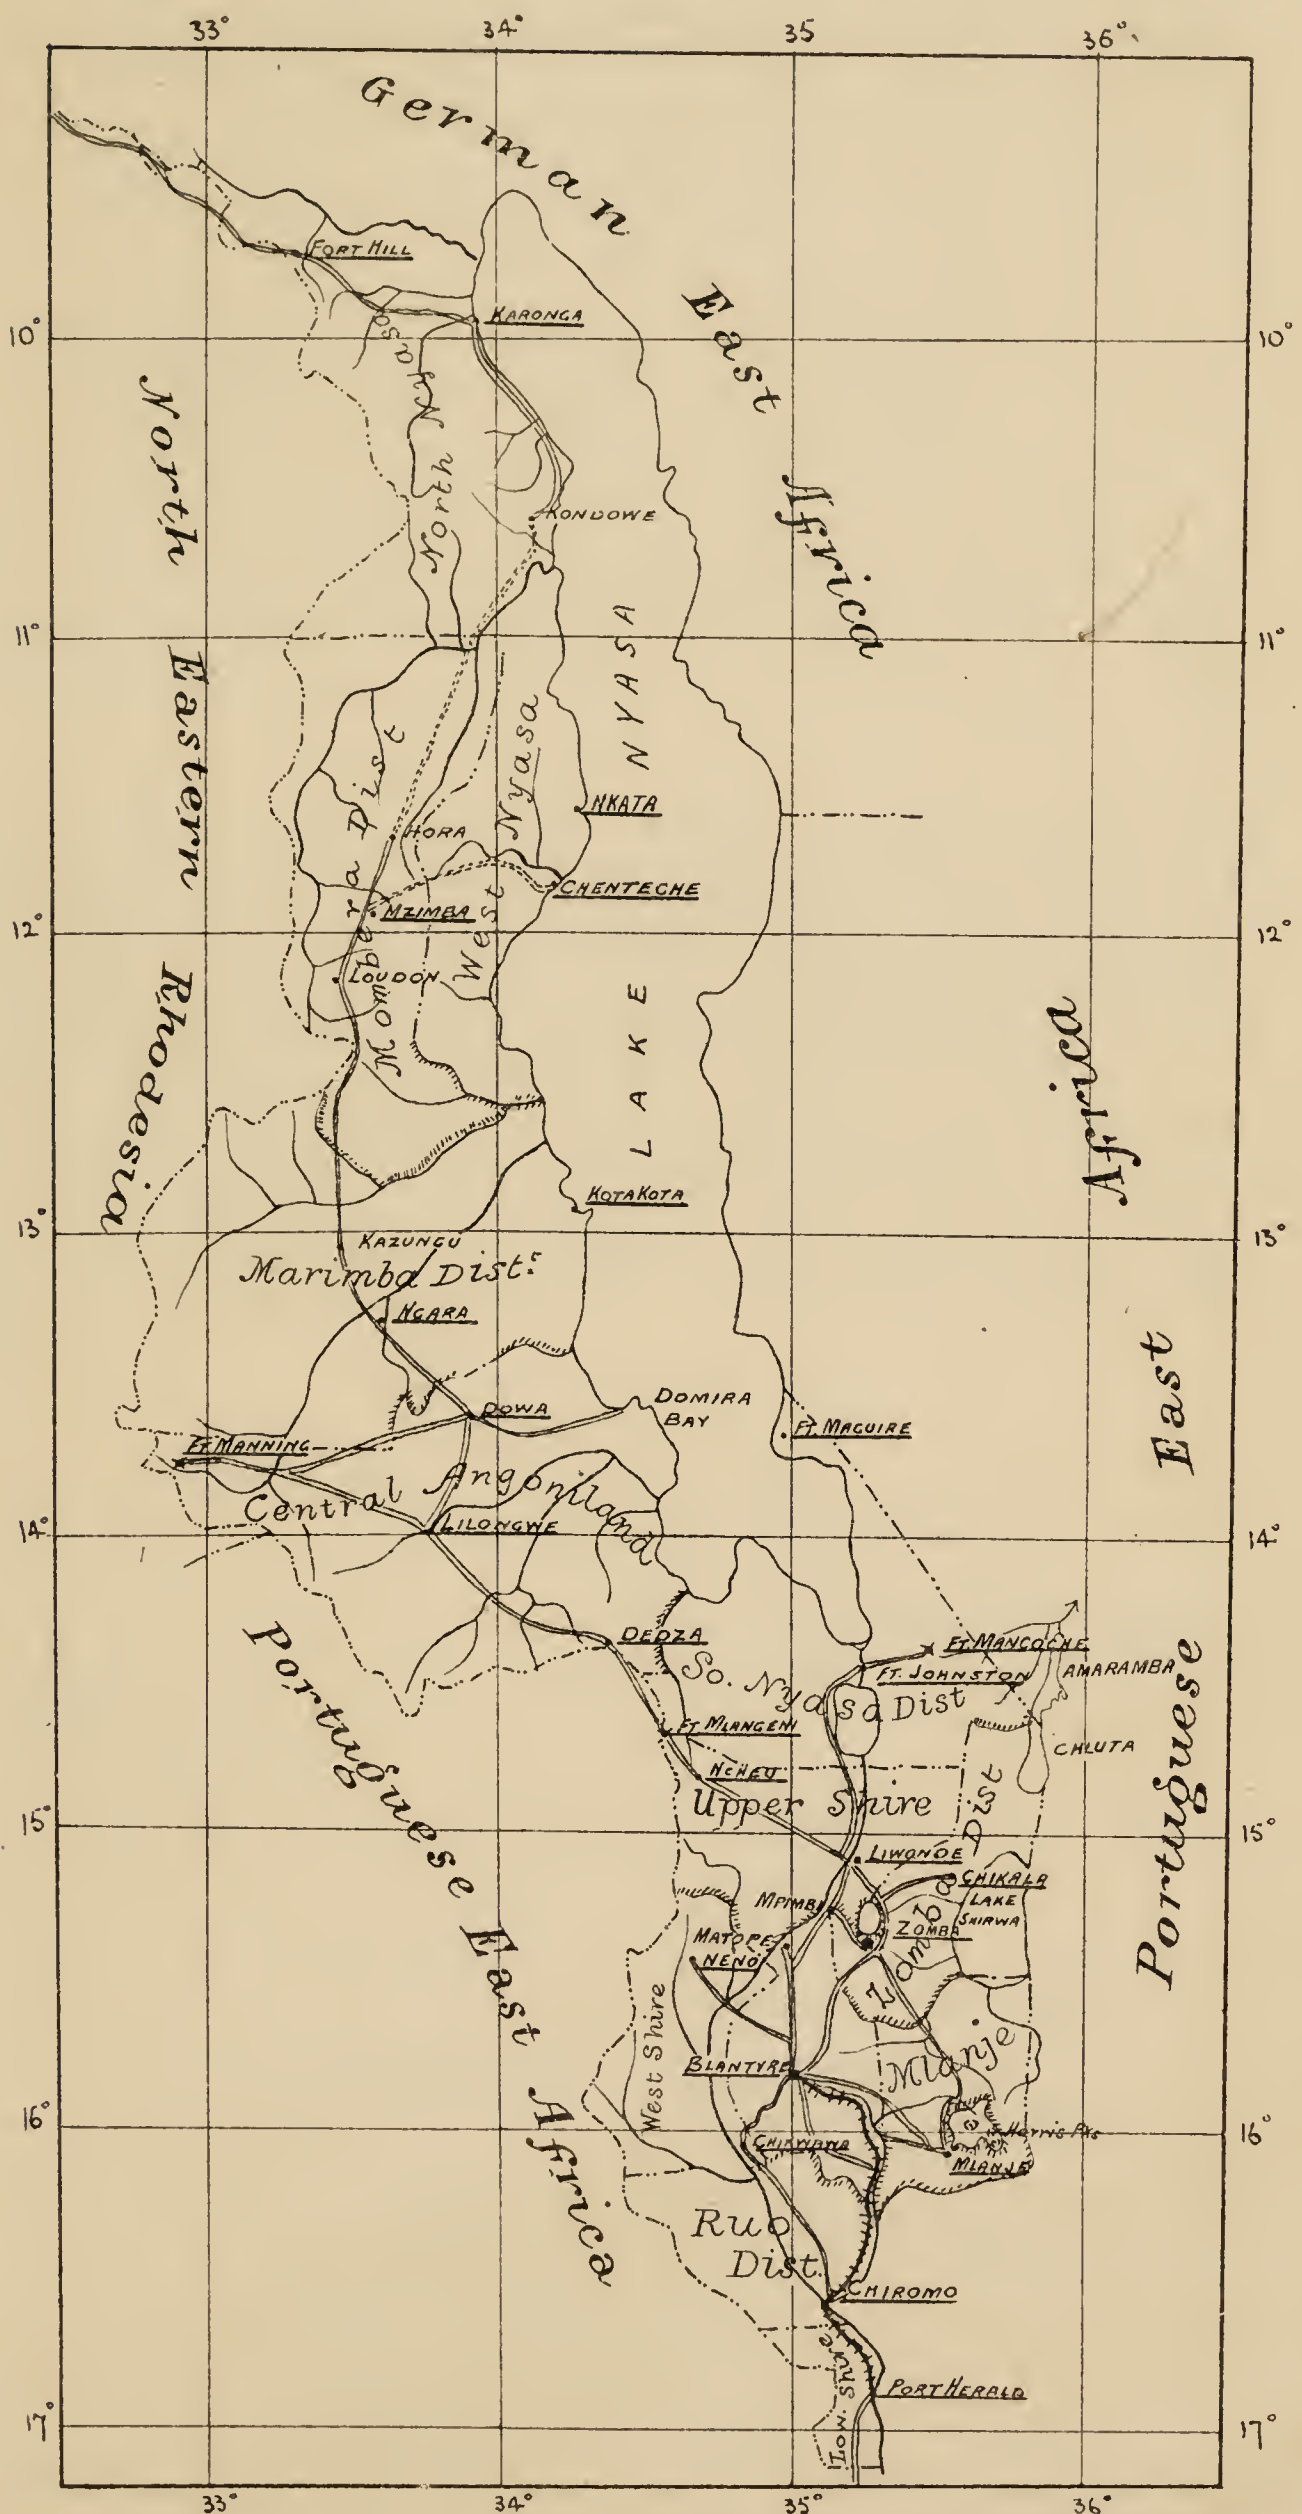 33° 34° 35 36°
German East Africa
FORT HILL
KARONGA
10° 10°
North Nyasa
North Eastern Rhodesia
KONDOWE
11° 11°
LAKE NYASA
West Nyasa
Mombera Dist
NKATA
HORA
CHENTECHE
MZIMBA
12° 12°
LOUDON
KOTAKOTA
13° 13°
KAZUNGU
Marimba Dist.
NGARA
DOMIRA
BAY
DOWA
FT. MAGUIRE
FT. MANNING
Central Angoniland
LILONGWE
14° 14°
Portuguese East Africa
DEDZA
FT. MANGOCHE
FT. JOHNSTON
AMARAMBA
So. Nyasa Dist
FT. MLANGENI
CHIUTA
NCHEU
Upper Shire
15° 15°
LIWONDE
CHIKALA
LAKE
SHIRWA
MPIMBI
ZOMBA
Zomba Dist
MATOPE
NENO
West Shire
Mlanje
BLANTYRE
16° 16°
Harris Pks
CHIKWAWA
MLANJE
Ruo
Dist.
CHIROMO
Low. Shire
PORT HERALD
17° 17°
Portuguese East Africa
33° 34° 35° 36°